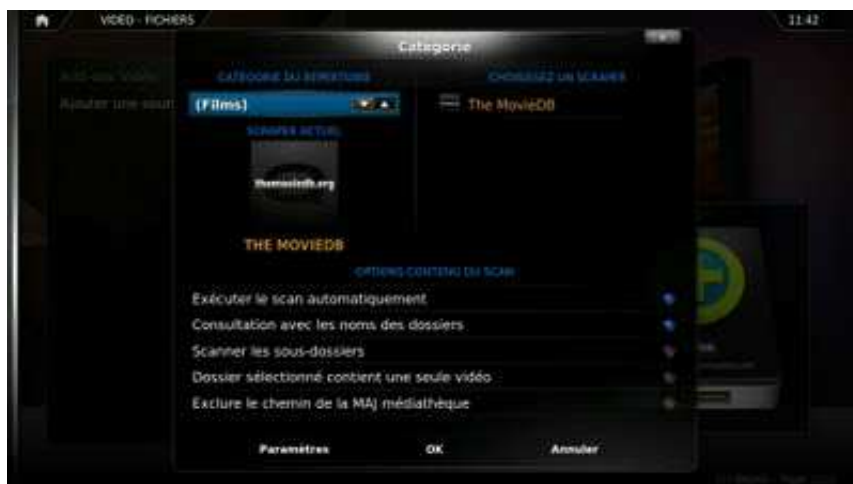 VIDEO - FICHIERS
11:42
Catégorie
Add-ons Vidéo
CATÉGORIE DU RÉPERTOIRE
CHOISISSEZ UN SCRAPER
Ajouter une sour
(Films)
The MovieDB
SCRAPER ACTUEL
themoviedb.org
THE MOVIEDB
OPTIONS CONTENU DU SCAN
Exécuter le scan automatiquement
Consultation avec les noms des dossiers
Scanner les sous-dossiers
Dossier sélectionné contient une seule vidéo
Exclure le chemin de la MAJ médiathèque
Paramètres
OK
Annuler